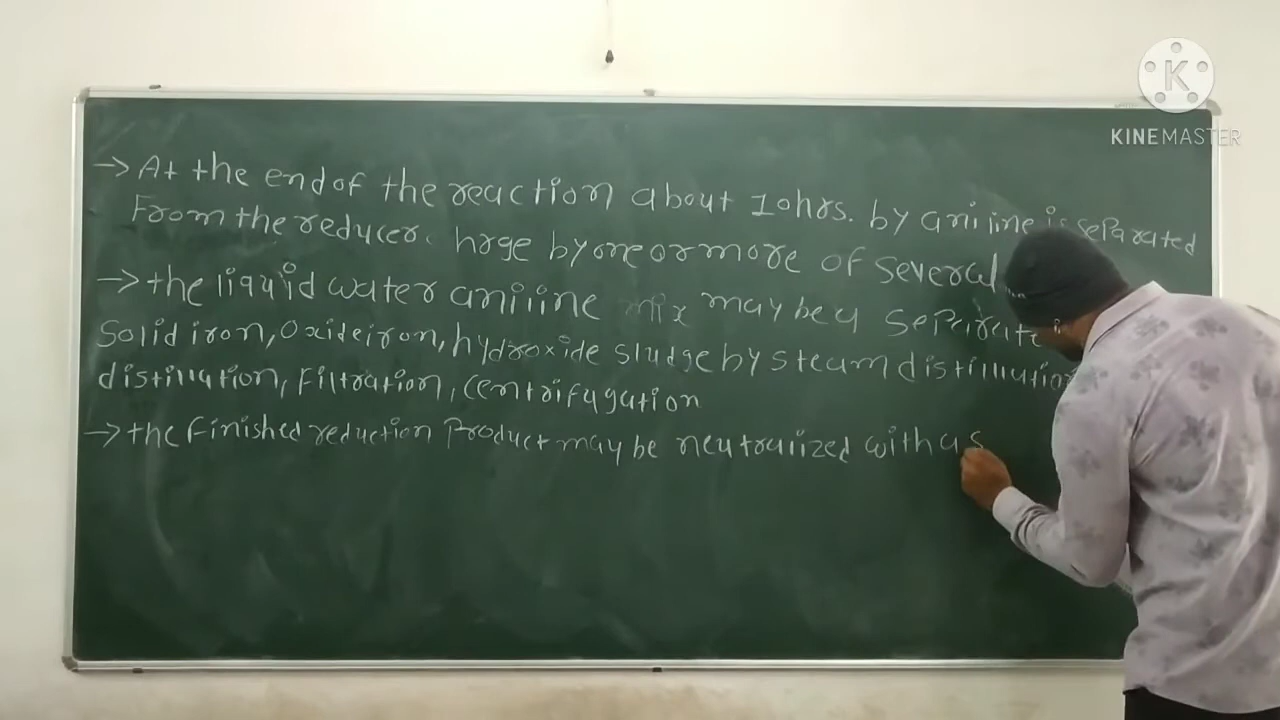 KINEMASTER
→ At the end of the reaction about 10hrs. by aniline is separated
From the reducer. hrge by one or more of several
→ the liquid water aniline mix may be y separate
Solid iron, Oxide iron, hydroxide sludge by steam distillation
distillation, Filtration, centrifugation
→ the Finished reduction Product may be neutralized with a s